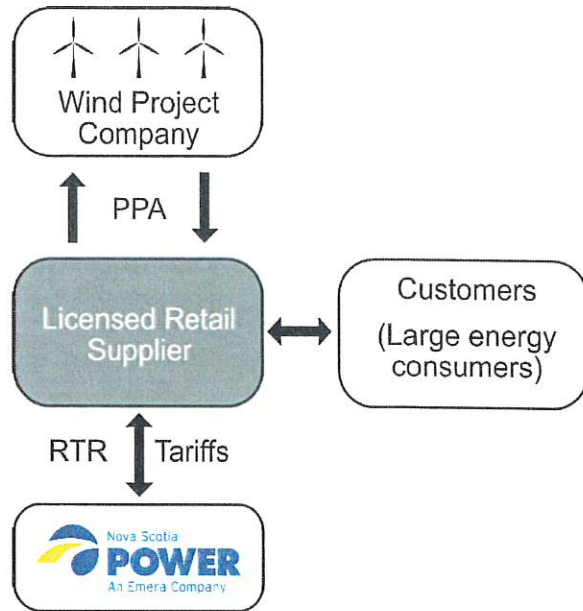 Wind Project
Company
PPA
Licensed Retail
Supplier
Customers
(Large energy
consumers)
RTR Tariffs
Nova Scotia
POWER
An Emera Company